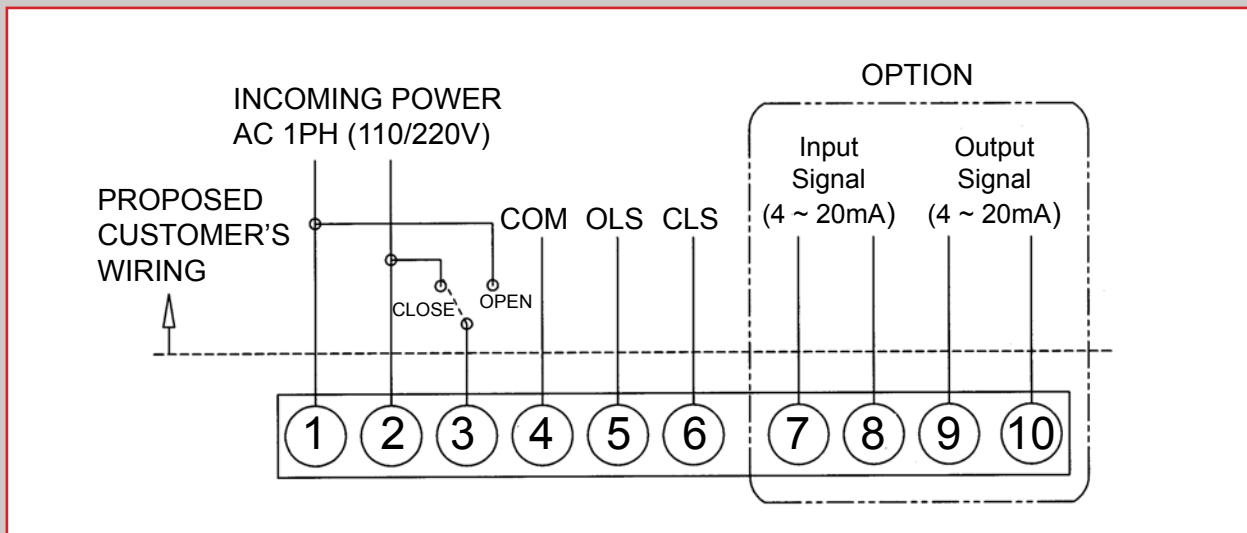 OPTION
INCOMING POWER
AC 1PH (110/220V)
Input
Signal
(4 ~ 20mA)
Output
Signal
(4 ~ 20mA)
PROPOSED
CUSTOMER'S
WIRING
COM OLS CLS
CLOSE OPEN
1 2 3 4 5 6 7 8 9 10